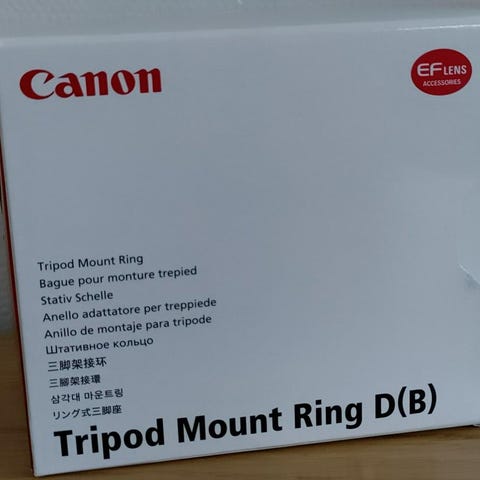 Canon
EF LENS
ACCESSORIES
Tripod Mount Ring
Bague pour monture trepied
Stativ Schelle
Anello adattatore per treppiede
Anillo de montaje para tripode
Штативное кольцо
三脚架接环
三腳架接環
삼각대 마운트링
リング式三脚座
Tripod Mount Ring D(B)